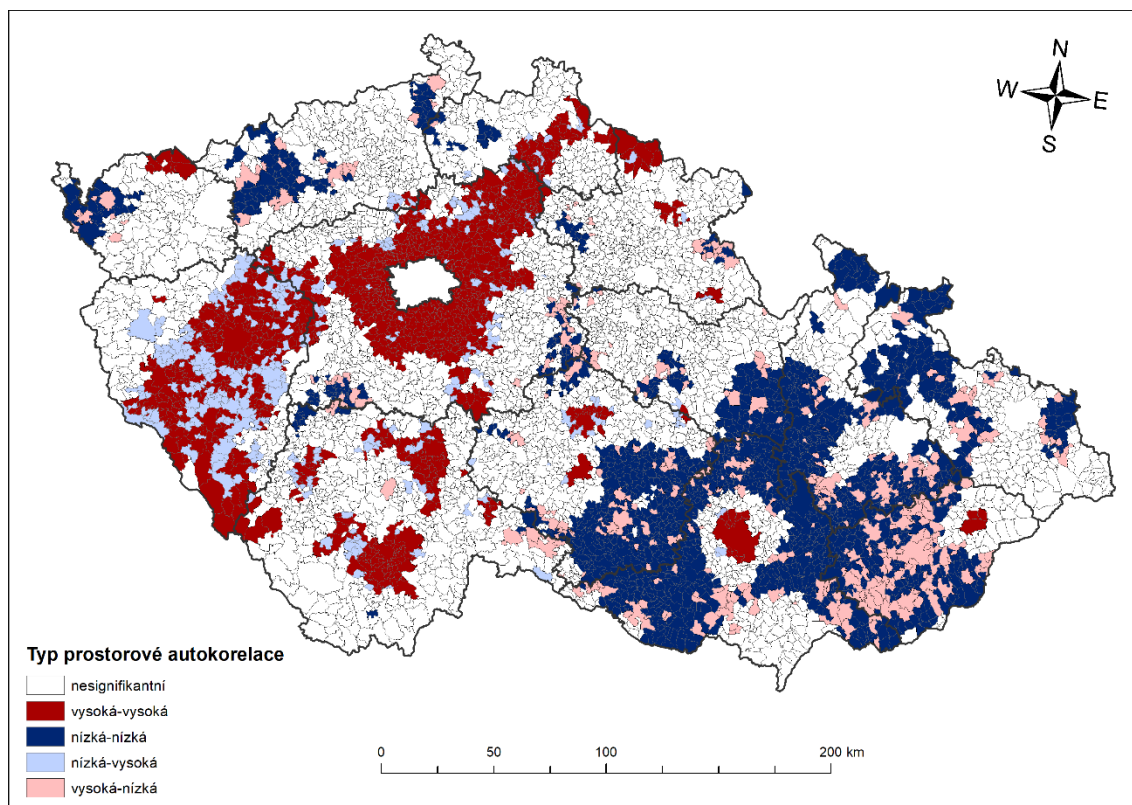 N
W E
S
Typ prostorové autokorelace
nesignifikantní
vysoká-vysoká
nízká-nízká
nízká-vysoká
vysoká-nízká
0 50 100 200 km